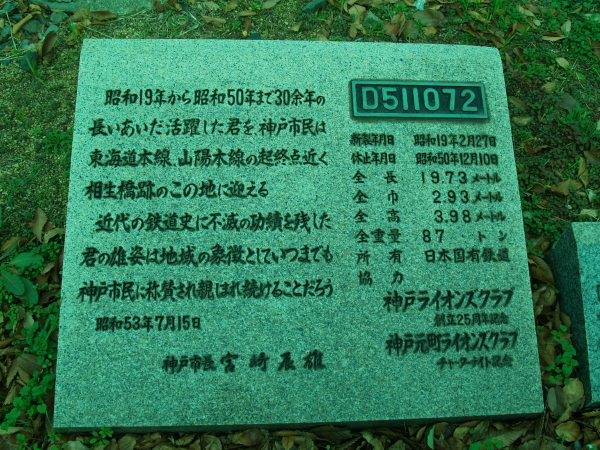 昭和19年から昭和50年まで30余年の
長いあいだ活躍した君を、神戸市民は
東海道本線、山陽本線の起終点近く
相生橋跡のこの地に迎える
近代の鉄道史に不滅の功績を残した
君の雄姿は地域の象徴としていつまでも
神戸市民に称賛され親しまれ続けることだろう
昭和53年7月15日
神戸市長 宮崎辰雄
D511072
新製年月日 昭和19年2月27日
休止年月日 昭和50年12月10日
全長 19.73メートル
全巾 2.93メートル
全高 3.98メートル
全重量 87トン
所有 日本国有鉄道
協力
神戸ライオンズクラブ
創立25周年記念
神戸元町ライオンズクラブ
チャーターナイト記念